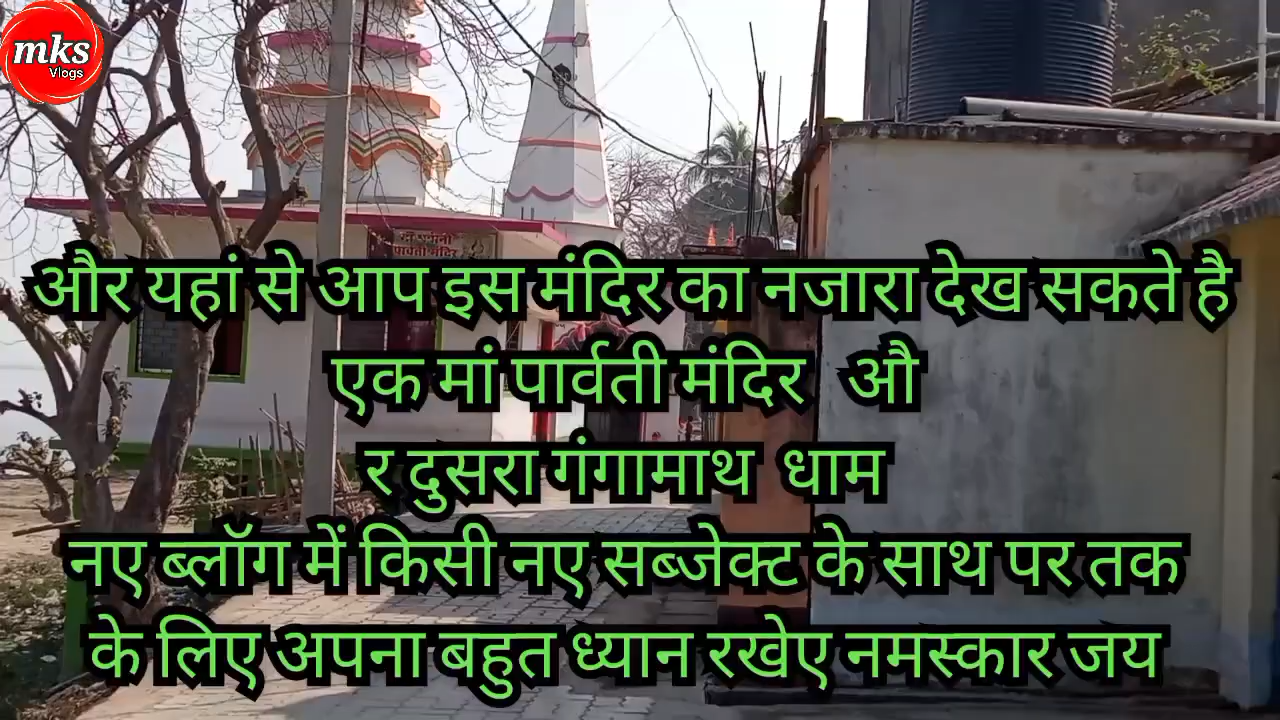 mks
Vlogs
पार्वती मंदिर
और यहां से आप इस मंदिर का नजारा देख सकते है
एक मां पार्वती मंदिर औ
र दुसरा गंगामाथ धाम
नए ब्लॉग में किसी नए सब्जेक्ट के साथ पर तक
के लिए अपना बहुत ध्यान रखेए नमस्कार जय